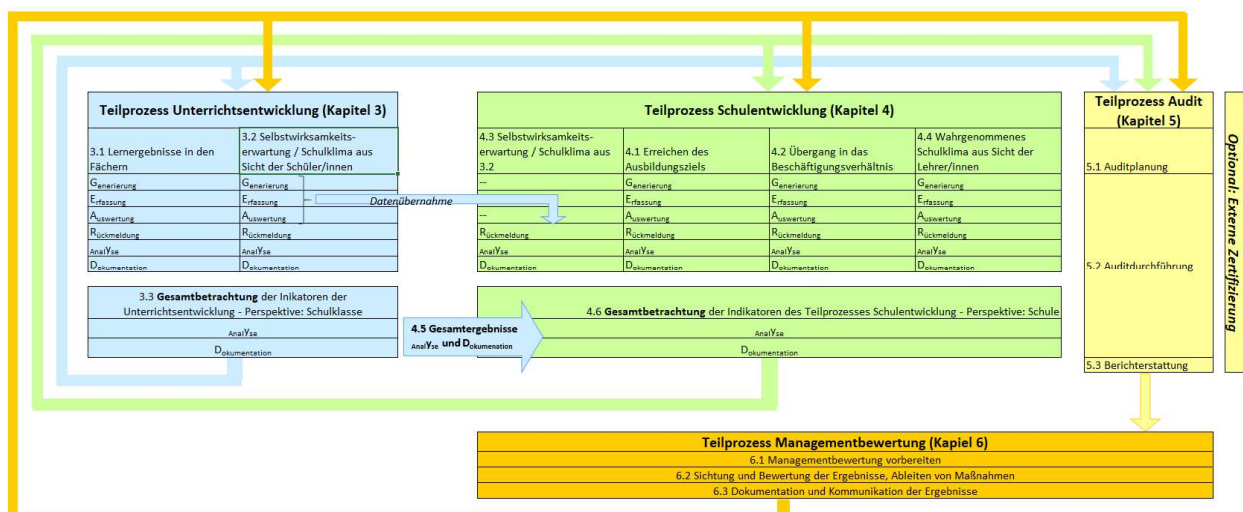 Teilprozess Unterrichtsentwicklung (Kapitel 3)
3.1 Lernergebnisse in den
Fächern
3.2 Selbstwirksamkeits-
erwartung / Schulklima aus
Sicht der Schüler/innen
Generierung
Generierung
Erfassung
Erfassung
Auswertung
Auswertung
Rückmeldung
Rückmeldung
Analyse
Analyse
Dokumentation
Dokumentation
Datenübernahme
3.3 Gesamtbetrachtung der Inikatoren der
Unterrichtsentwicklung - Perspektive: Schulklasse
Analyse
Dokumentation
4.5 Gesamtergebnisse
Analyse und Dokumenation
Teilprozess Schulentwicklung (Kapitel 4)
4.3 Selbstwirksamkeits-
erwartung / Schulklima aus
3.2
4.1 Erreichen des
Ausbildungsziels
4.2 Übergang in das
Beschäftigungsverhältnis
4.4 Wahrgenommenes
Schulklima aus Sicht der
Lehrer/innen
--
Generierung
Generierung
Generierung
Erfassung
Erfassung
Erfassung
--
Auswertung
Auswertung
Auswertung
Rückmeldung
Rückmeldung
Rückmeldung
Rückmeldung
Analyse
Analyse
Analyse
Analyse
Dokumentation
Dokumentation
Dokumentation
Dokumentation
4.6 Gesamtbetrachtung der Indikatoren des Teilprozesses Schulentwicklung - Perspektive: Schule
Analyse
Dokumentation
Teilprozess Audit
(Kapitel 5)
5.1 Auditplanung
5.2 Auditdurchführung
5.3 Berichterstattung
Optional: Externe Zertifizierung
Teilprozess Managementbewertung (Kapiel 6)
6.1 Managementbewertung vorbereiten
6.2 Sichtung und Bewertung der Ergebnisse, Ableiten von Maßnahmen
6.3 Dokumentation und Kommunikation der Ergebnisse